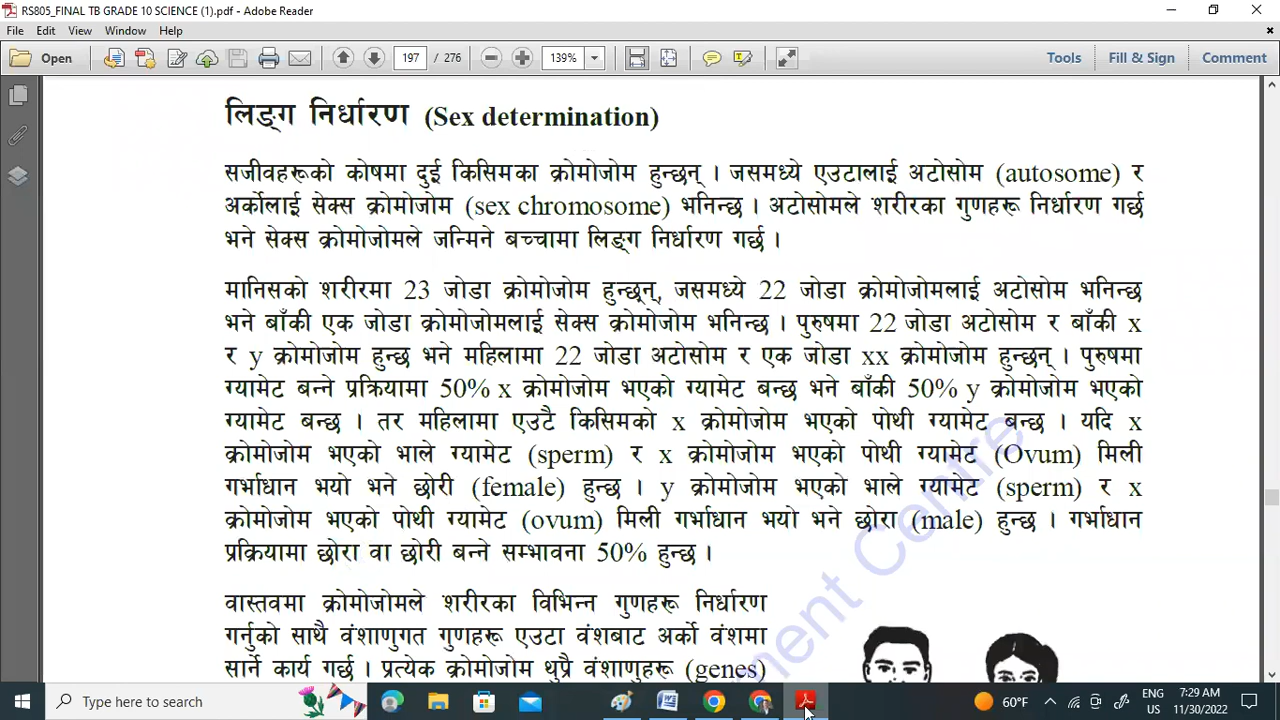 RS805_FINAL TB GRADE 10 SCIENCE (1).pdf - Adobe Reader
File Edit View Window Help
Open 197 / 276 139% Tools Fill & Sign Comment
लिङ्ग निर्धारण (Sex determination)
सजीवहरूको कोषमा दुई किसिमका क्रोमोजोम हुन्छन् । जसमध्ये एउटालाई अटोसोम (autosome) र
अर्कोलाई सेक्स क्रोमोजोम (sex chromosome) भनिन्छ । अटोसोमले शरीरका गुणहरू निर्धारण गर्छ
भने सेक्स क्रोमोजोमले जन्मिने बच्चामा लिङ्ग निर्धारण गर्छ ।
मानिसको शरीरमा 23 जोडा क्रोमोजोम हुन्छ्न्, जसमध्ये 22 जोडा क्रोमोजोमलाई अटोसोम भनिन्छ
भने बाँकी एक जोडा क्रोमोजोमलाई सेक्स क्रोमोजोम भनिन्छ । पुरुषमा 22 जोडा अटोसोम र बाँकी x
र y क्रोमोजोम हुन्छ भने महिलामा 22 जोडा अटोसोम र एक जोडा xx क्रोमोजोम हुन्छन् । पुरुषमा
ग्यामेट बन्ने प्रक्रियामा 50% x क्रोमोजोम भएको ग्यामेट बन्छ भने बाँकी 50% y क्रोमोजोम भएको
ग्यामेट बन्छ । तर महिलामा एउटै किसिमको x क्रोमोजोम भएको पोथी ग्यामेट बन्छ । यदि x
क्रोमोजोम भएको भाले ग्यामेट (sperm) र x क्रोमोजोम भएको पोथी ग्यामेट (Ovum) मिली
गर्भाधान भयो भने छोरी (female) हुन्छ । y क्रोमोजोम भएको भाले ग्यामेट (sperm) र x
क्रोमोजोम भएको पोथी ग्यामेट (ovum) मिली गर्भाधान भयो भने छोरा (male) हुन्छ । गर्भाधान
प्रक्रियामा छोरा वा छोरी बन्ने सम्भावना 50% हुन्छ ।
वास्तवमा क्रोमोजोमले शरीरका विभिन्न गुणहरू निर्धारण
गर्नुको साथै वंशाणुगत गुणहरू एउटा वंशबाट अर्को वंशमा
सार्ने कार्य गर्छ । प्रत्येक क्रोमोजोम थुप्रै वंशाणुहरू (genes)
ment Centre
Type here to search 60°F ENG 7:29 AM
US 11/30/2022